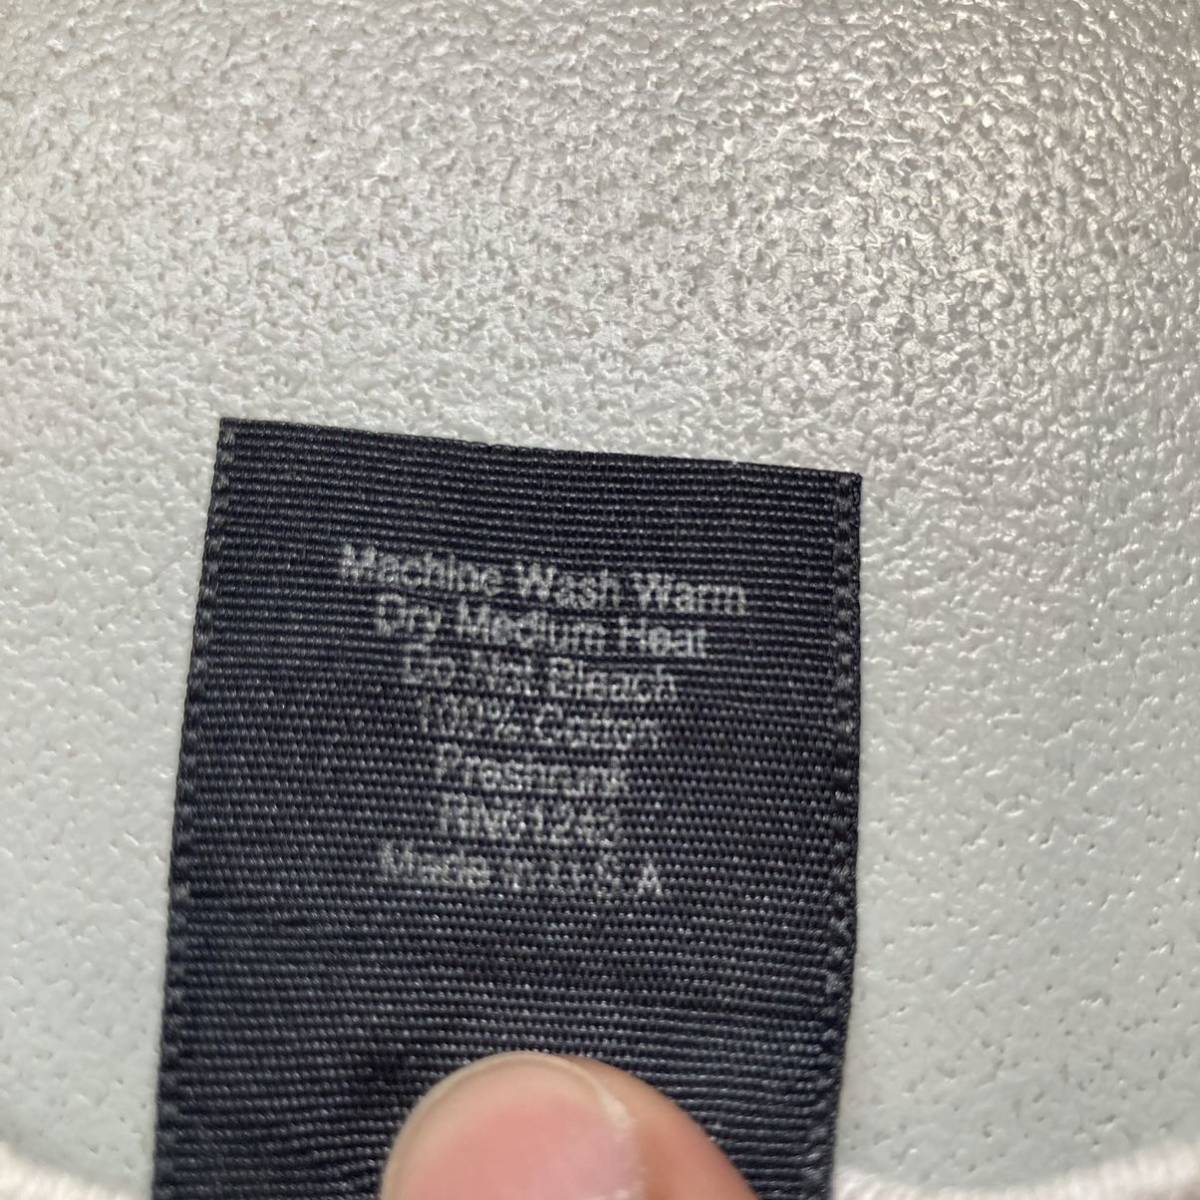 Machine Wash Warm
Dry Medium Heat
Do Not Bleach
100% Cotton
Preshrunk
Made in U S A